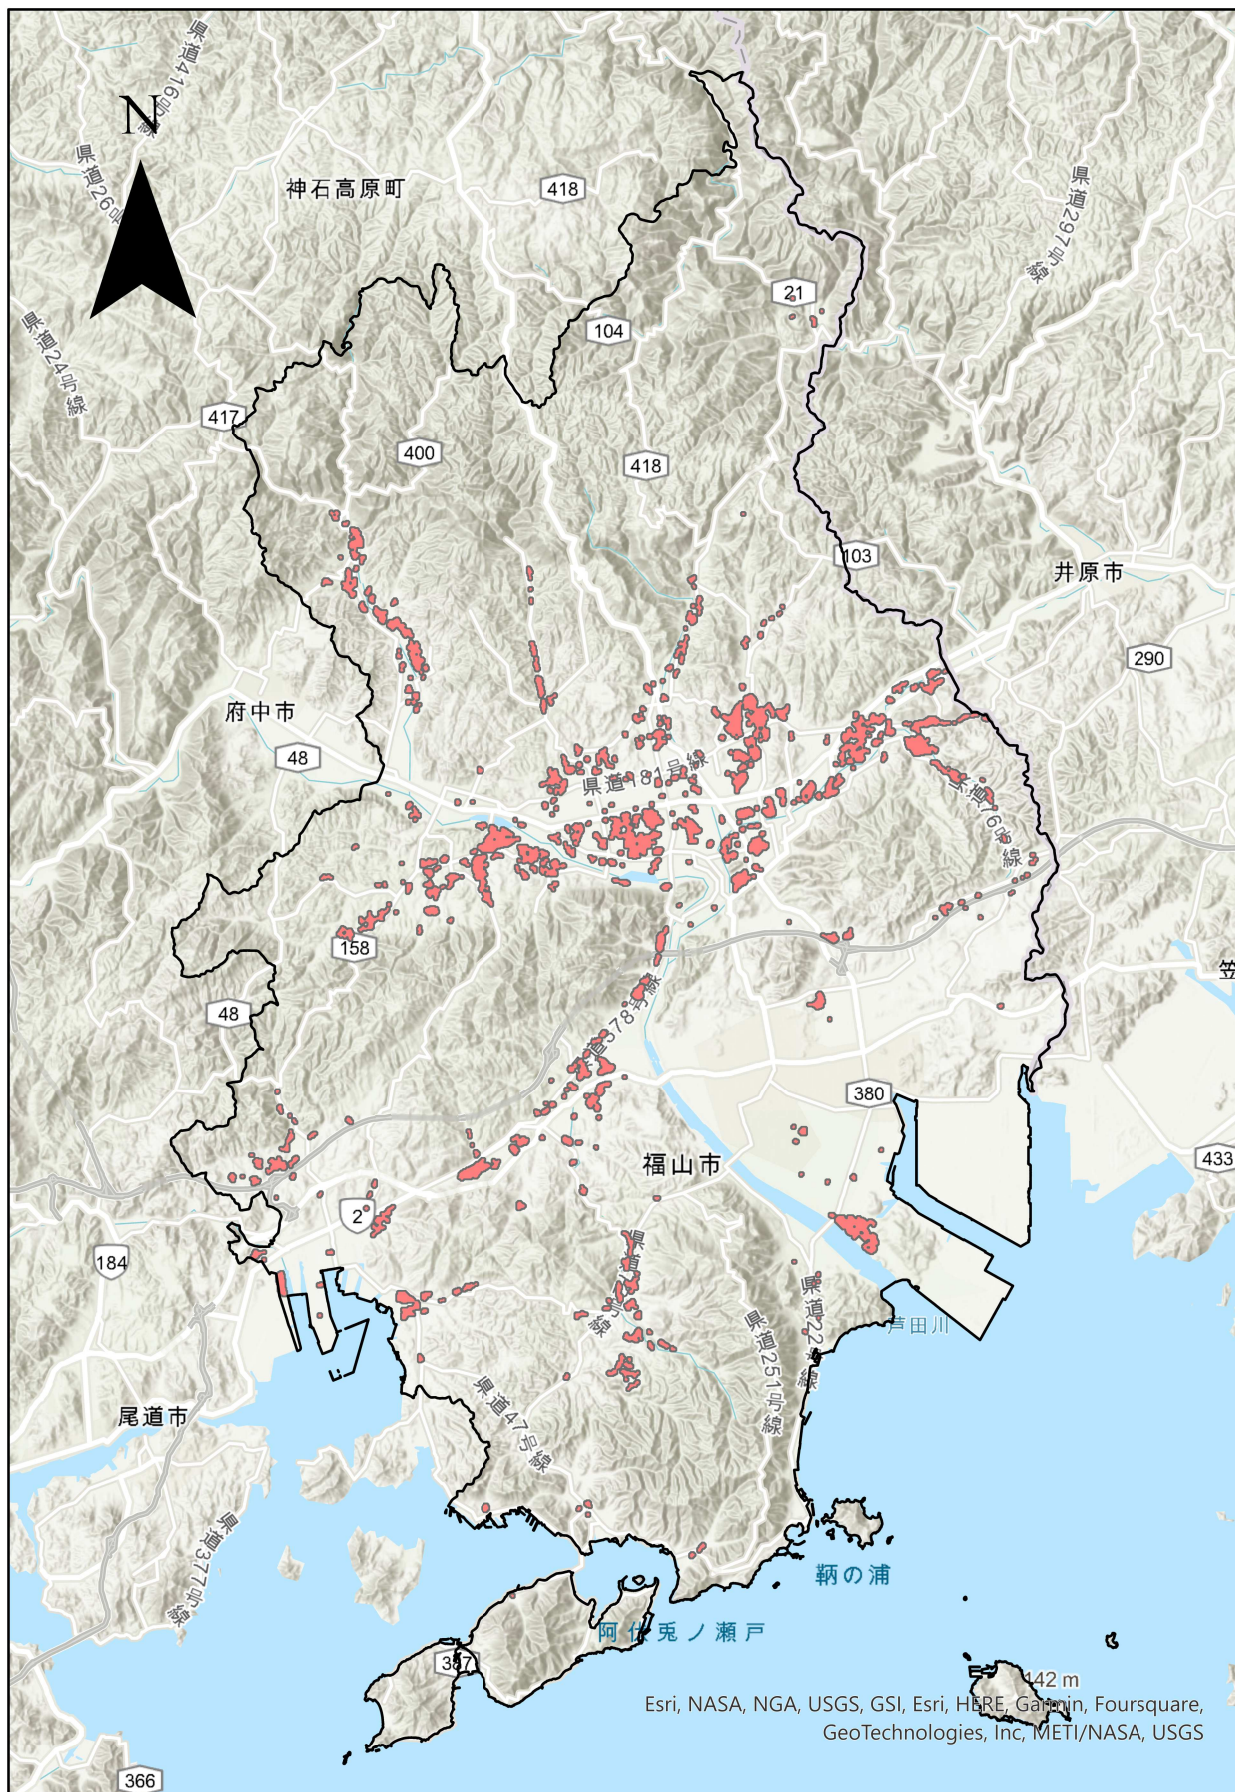 県道416号線
N
県道26号
神石高原町
418
県道297号線
21
県道24号線
104
417
400
418
103
井原市
290
府中市
48
県道181号線
県道76号線
158
笠
48
県道378号線
380
福山市
433
2
184
県道7
号線
県道22号線
県道251号線
芦田川
県道47号線
尾道市
県道377号線
鞆の浦
阿伏兎ノ瀬戸
387
142 m
Esri, NASA, NGA, USGS, GSI, Esri, HERE, Garmin, Foursquare,
GeoTechnologies, Inc, METI/NASA, USGS
366